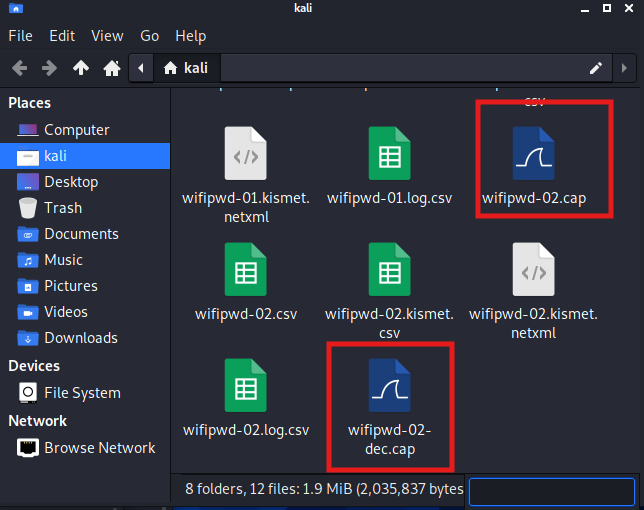 kali
File Edit View Go Help
kali
Places
Computer
kali
Desktop
Trash
Documents
Music
Pictures
Videos
Downloads
Devices
File System
Network
Browse Network
csv
wifipwd-01.kismet.
netxml
wifipwd-01.log.csv
wifipwd-02.cap
wifipwd-02.csv
wifipwd-02.kismet.
csv
wifipwd-02.kismet.
netxml
wifipwd-02.log.csv
wifipwd-02-
dec.cap
8 folders, 12 files: 1.9 MiB (2,035,837 bytes